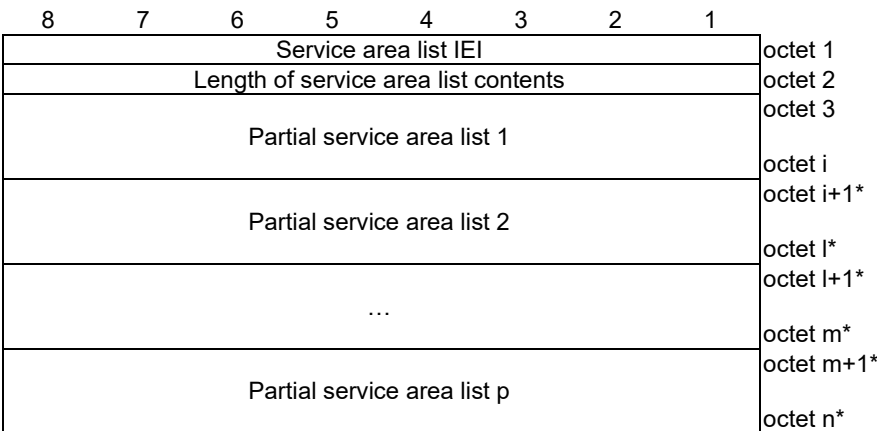 8 7 6 5 4 3 2 1
Service area list IEI octet 1
Length of service area list contents octet 2
octet 3
Partial service area list 1
octet i
octet i+1*
Partial service area list 2
octet l*
octet l+1*
…
octet m*
octet m+1*
Partial service area list p
octet n*